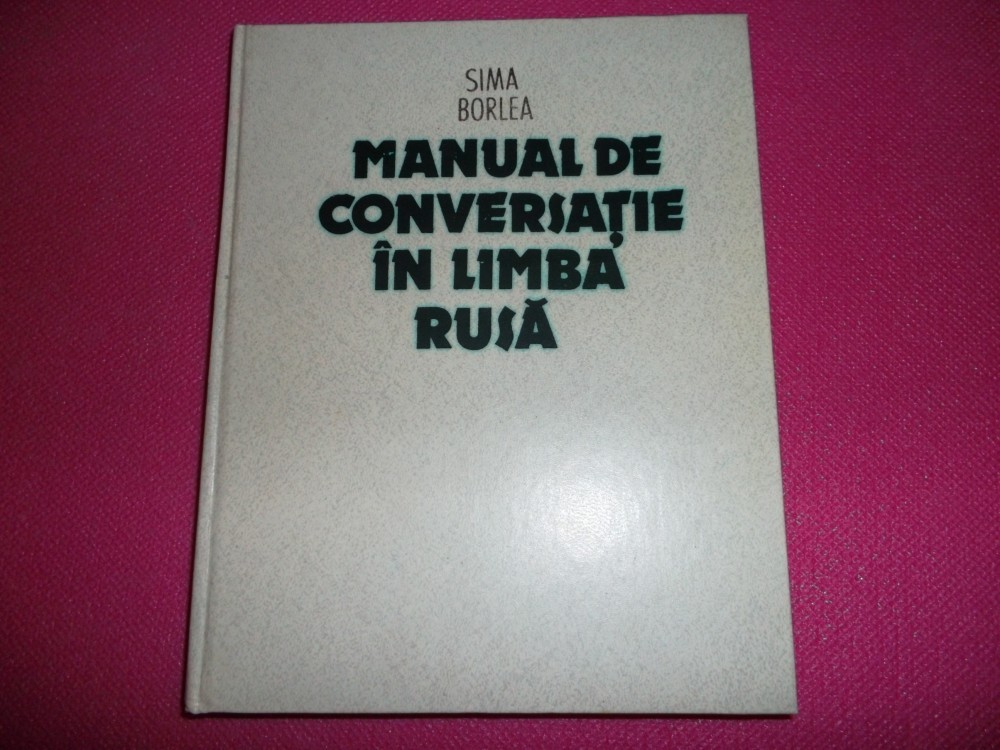 SIMA
BORLEA
MANUAL DE
CONVERSAȚIE
ÎN LIMBA
RUSĂ